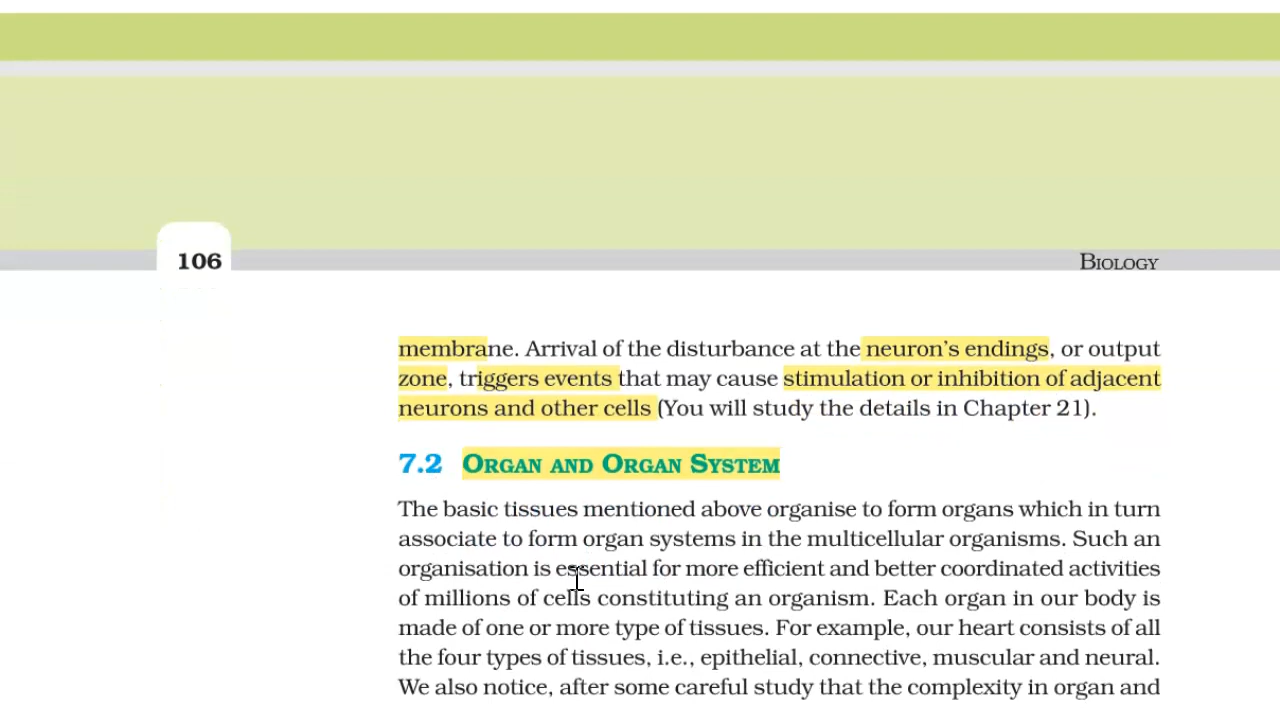 106
BIOLOGY
membrane. Arrival of the disturbance at the neuron's endings, or output
zone, triggers events that may cause stimulation or inhibition of adjacent
neurons and other cells (You will study the details in Chapter 21).
7.2 ORGAN AND ORGAN SYSTEM
The basic tissues mentioned above organise to form organs which in turn
associate to form organ systems in the multicellular organisms. Such an
organisation is essential for more efficient and better coordinated activities
of millions of cells constituting an organism. Each organ in our body is
made of one or more type of tissues. For example, our heart consists of all
the four types of tissues, i.e., epithelial, connective, muscular and neural.
We also notice, after some careful study that the complexity in organ and